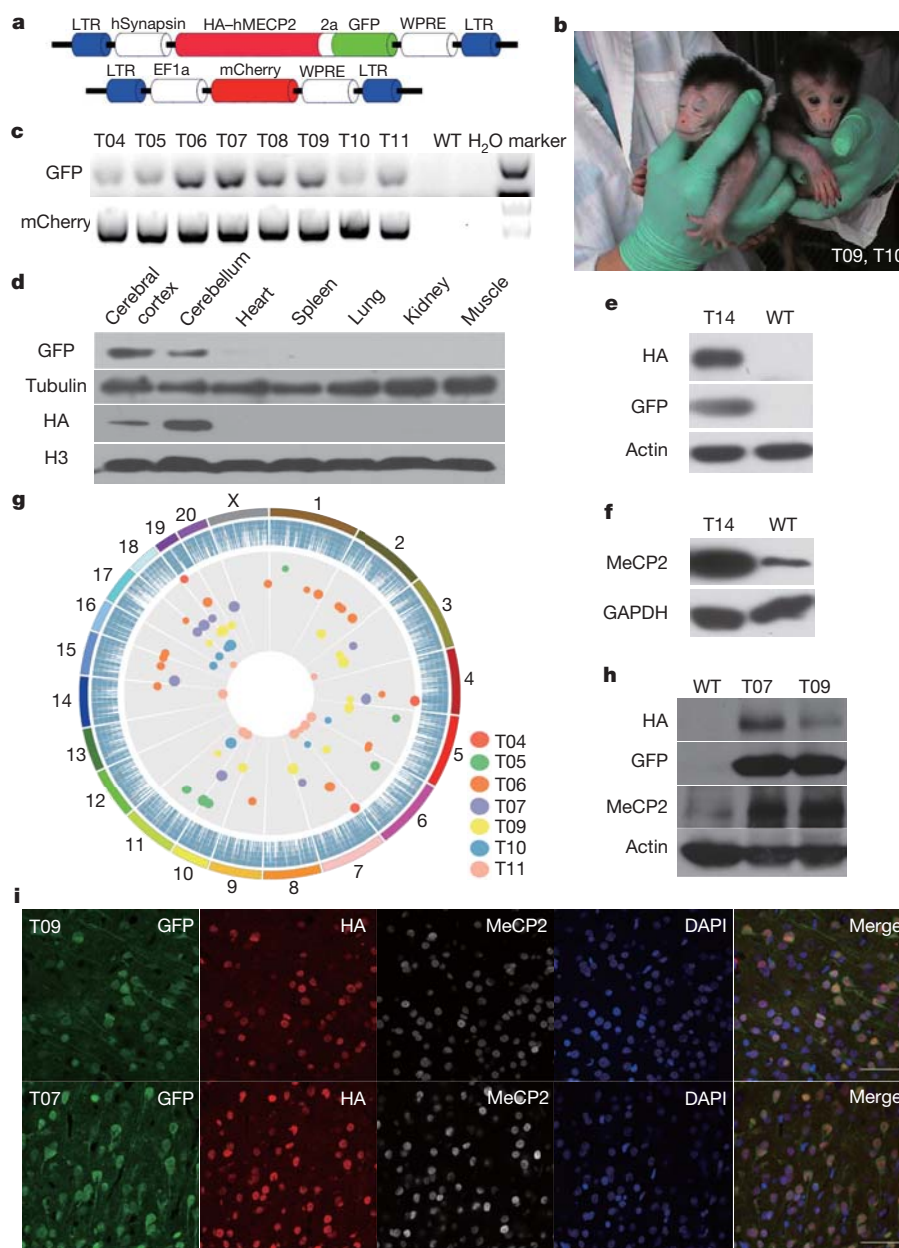 a
LTR hSynapsin HA–hMECP2 2a GFP WPRE LTR
LTR EF1a mCherry WPRE LTR
b
T09, T10
c
T04 T05 T06 T07 T08 T09 T10 T11 WT H2O marker
GFP
mCherry
d
Cerebral cortex Cerebellum Heart Spleen Lung Kidney Muscle
GFP
Tubulin
HA
H3
e
T14 WT
HA
GFP
Actin
f
T14 WT
MeCP2
GAPDH
g
X 1 2 3 4 5 6 7 8 9 10 11 12 13 14 15 16 17 18 19 20
T04
T05
T06
T07
T09
T10
T11
h
WT T07 T09
HA
GFP
MeCP2
Actin
i
T09 GFP HA MeCP2 DAPI Merge
T07 GFP HA MeCP2 DAPI Merge